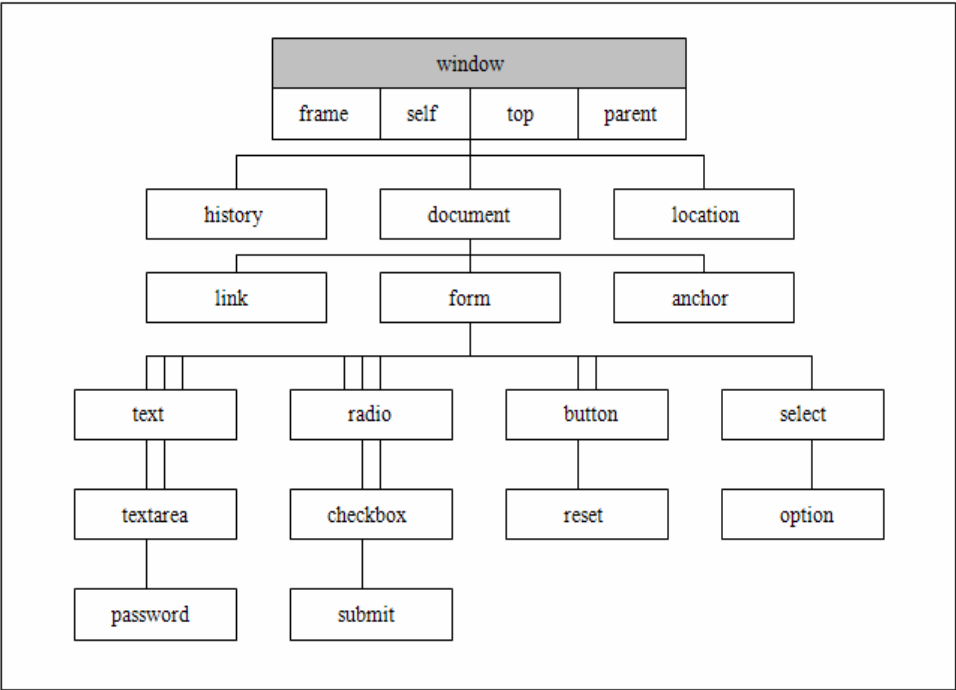 window
frame self top parent
history document location
link form anchor
text radio button select
textarea checkbox reset option
password submit